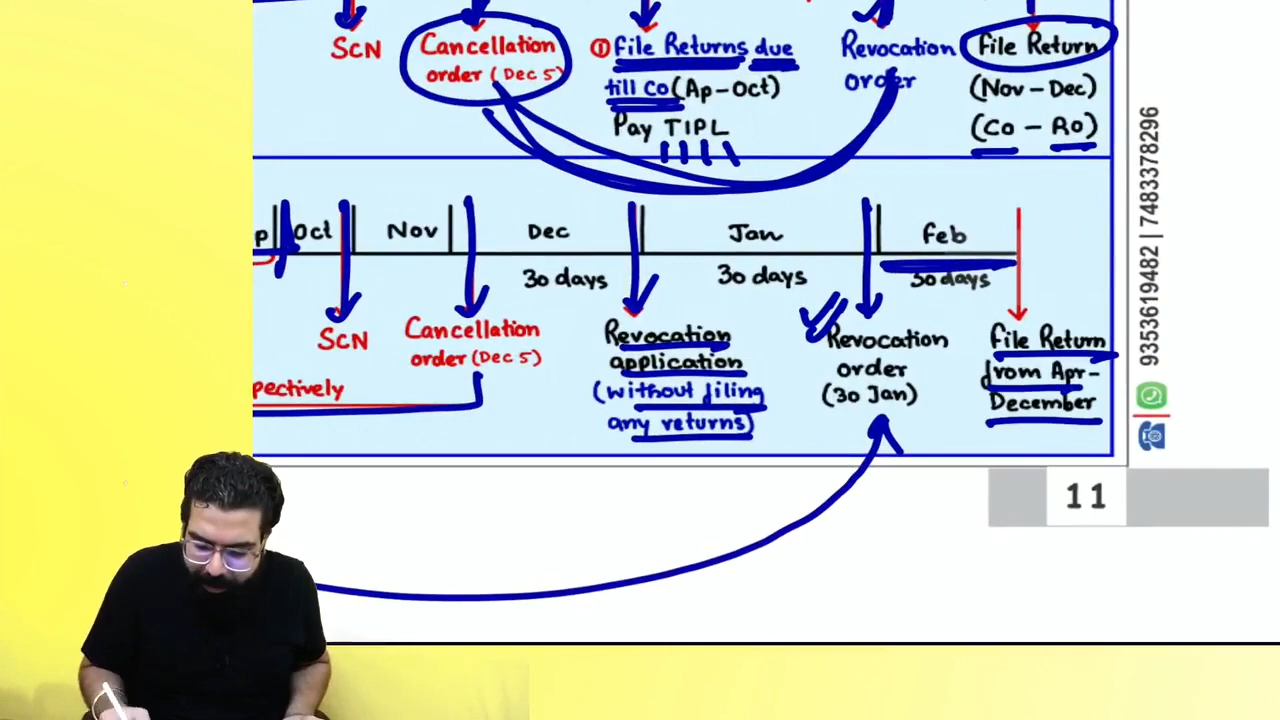 SCN
Cancellation
order (Dec 5)
① File Returns due
till Co (Ap-Oct)
Pay TIPL
Revocation
order
File Return
(Nov-Dec)
(Co - Ro)
p
Oct
Nov
Dec
Jan
Feb
30 days
30 days
30 days
SCN
Cancellation
order (Dec 5)
Revocation
application
(without filing
any returns)
Revocation
order
(30 Jan)
File Return
from Apr-
December
pectively
11
9353619482 | 7483378296